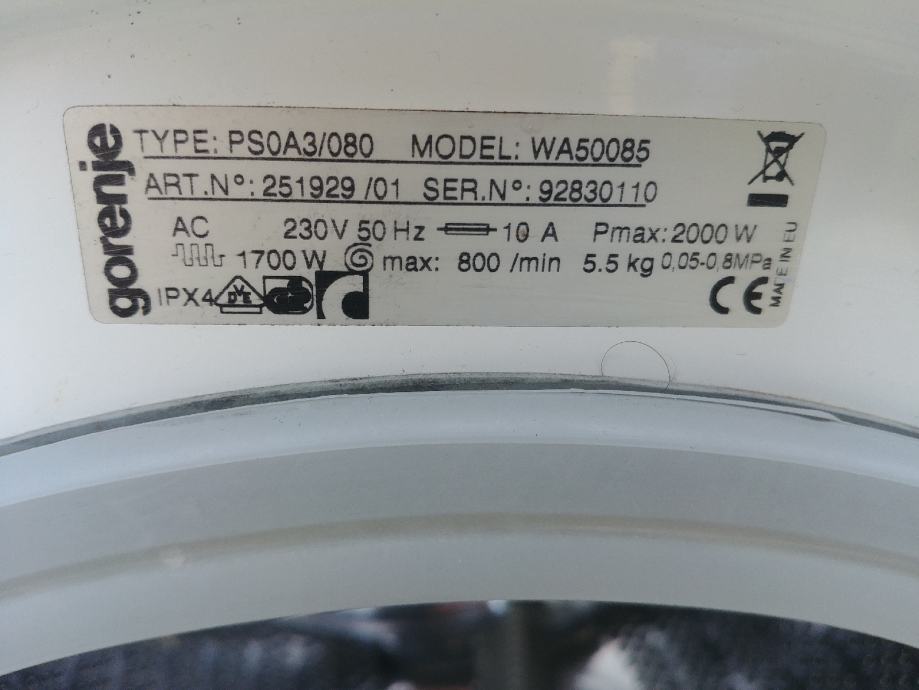 gorenje
TYPE: PS0A3/080 MODEL: WA50085
ART.N°: 251929 /01 SER.N°: 92830110
AC 230V 50 Hz 10 A Pmax: 2000 W
1700 W max: 800 /min 5.5 kg 0,05-0,8MPa
IPX4 DVE CE
MADE IN EU